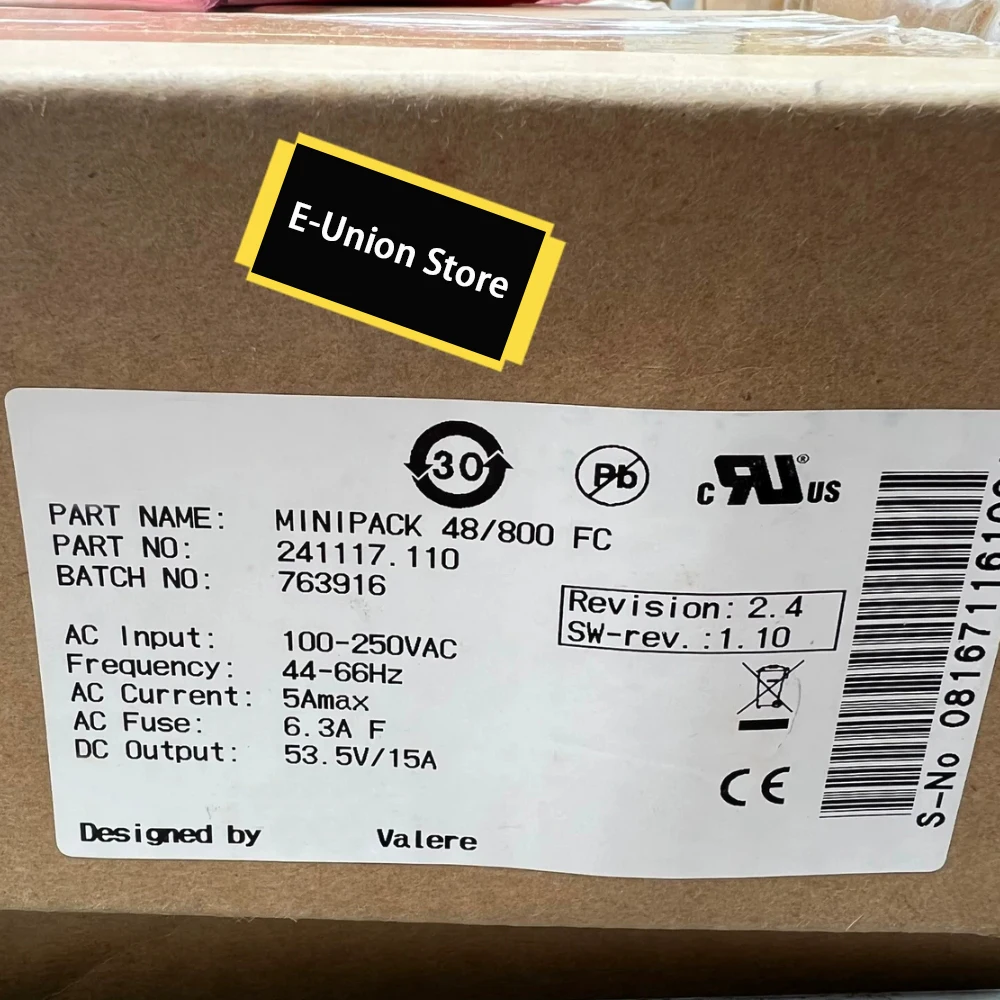 E-Union Store
30
Pb
c RU ® US
PART NAME: MINIPACK 48/800 FC
PART NO: 241117.110
BATCH NO: 763916
Revision: 2.4
SW-rev.:1.10
AC Input: 100-250VAC
Frequency: 44-66Hz
AC Current: 5Amax
AC Fuse: 6.3A F
DC Output: 53.5V/15A
CE
Designed by Valere
S-No